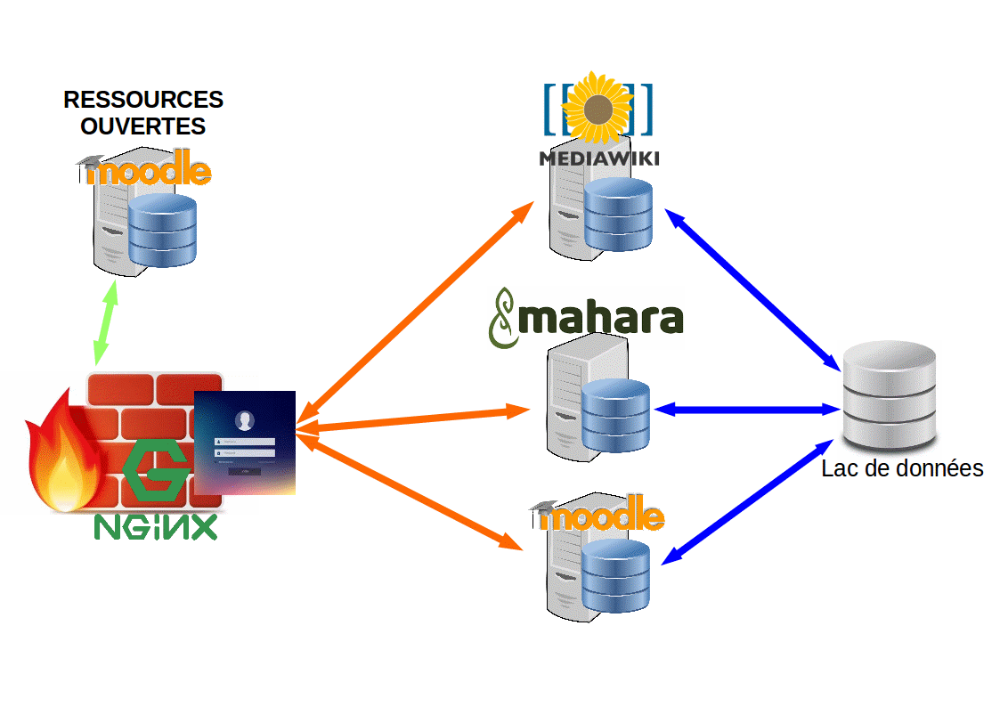 RESSOURCES
OUVERTES
moodle
MEDIAWIKI
mahara
NGiNX
moodle
Lac de données